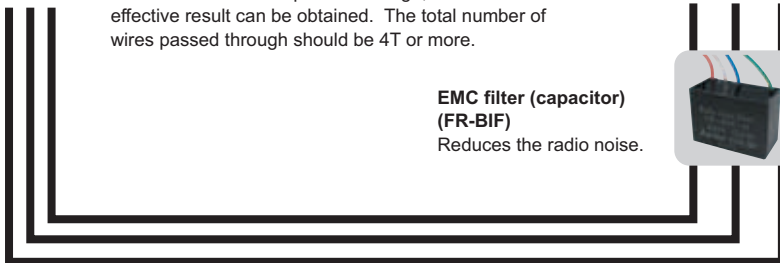 effective result can be obtained. The total number of
wires passed through should be 4T or more.
EMC filter (capacitor)
(FR-BIF)
Reduces the radio noise.